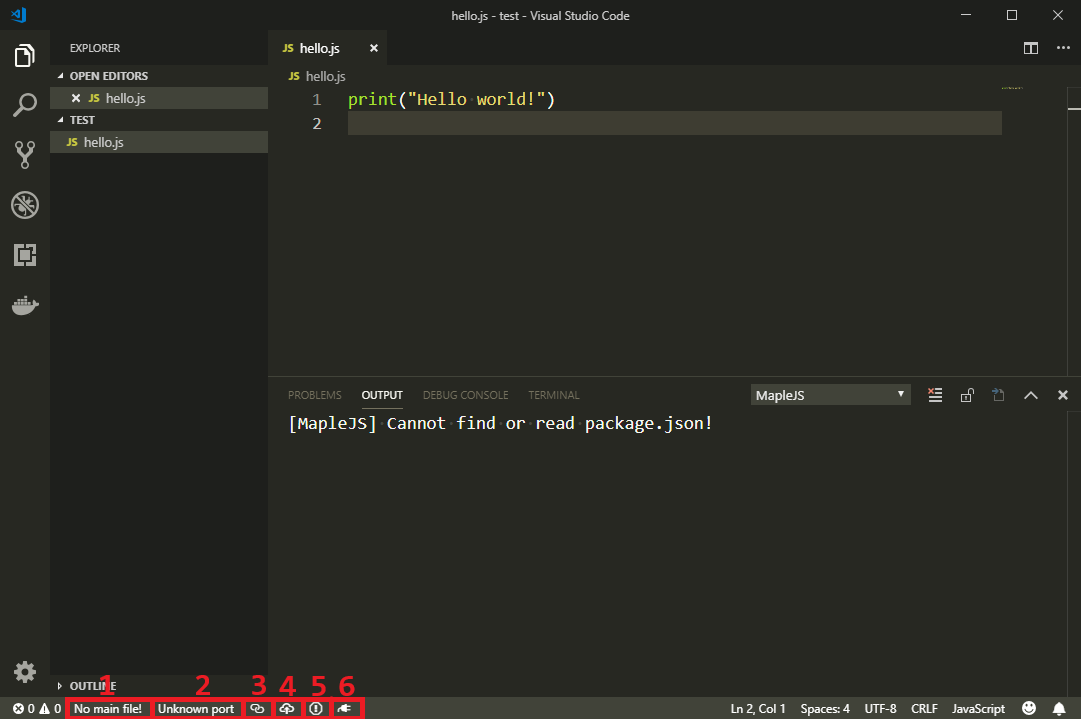 hello.js - test - Visual Studio Code
EXPLORER
OPEN EDITORS
JS hello.js
TEST
JS hello.js
OUTLINE
JS hello.js
JS hello.js
1 print("Hello world!")
2
PROBLEMS OUTPUT DEBUG CONSOLE TERMINAL MapleJS
[MapleJS] Cannot find or read package.json!
1 2 3 4 5 6
0 0 No main file! Unknown port Ln 2, Col 1 Spaces: 4 UTF-8 CRLF JavaScript